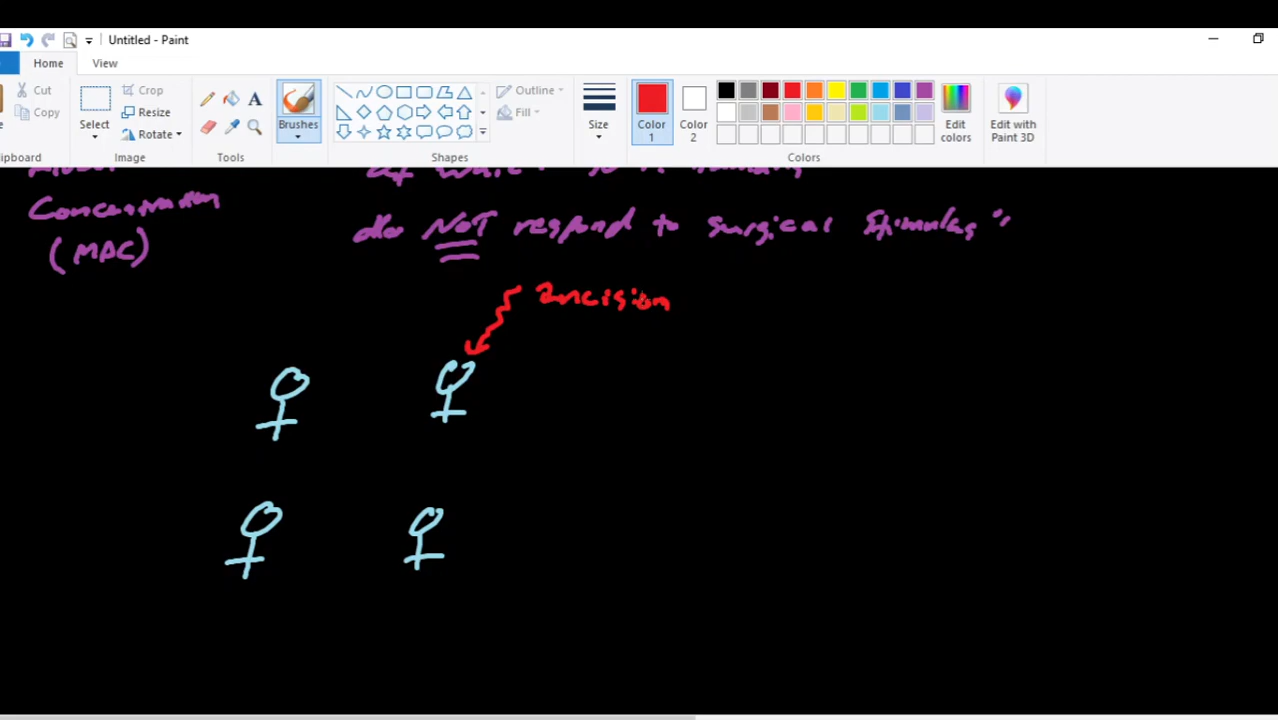 Untitled - Paint
Home View
Cut
Copy
Clipboard
Select
Crop
Resize
Rotate
Image
Tools
Brushes
Shapes
Outline
Fill
Size
Color 1
Color 2
Colors
Edit colors
Edit with Paint 3D
Concentration
do NOT respond to surgical stimulus"
(MAC)
Incision